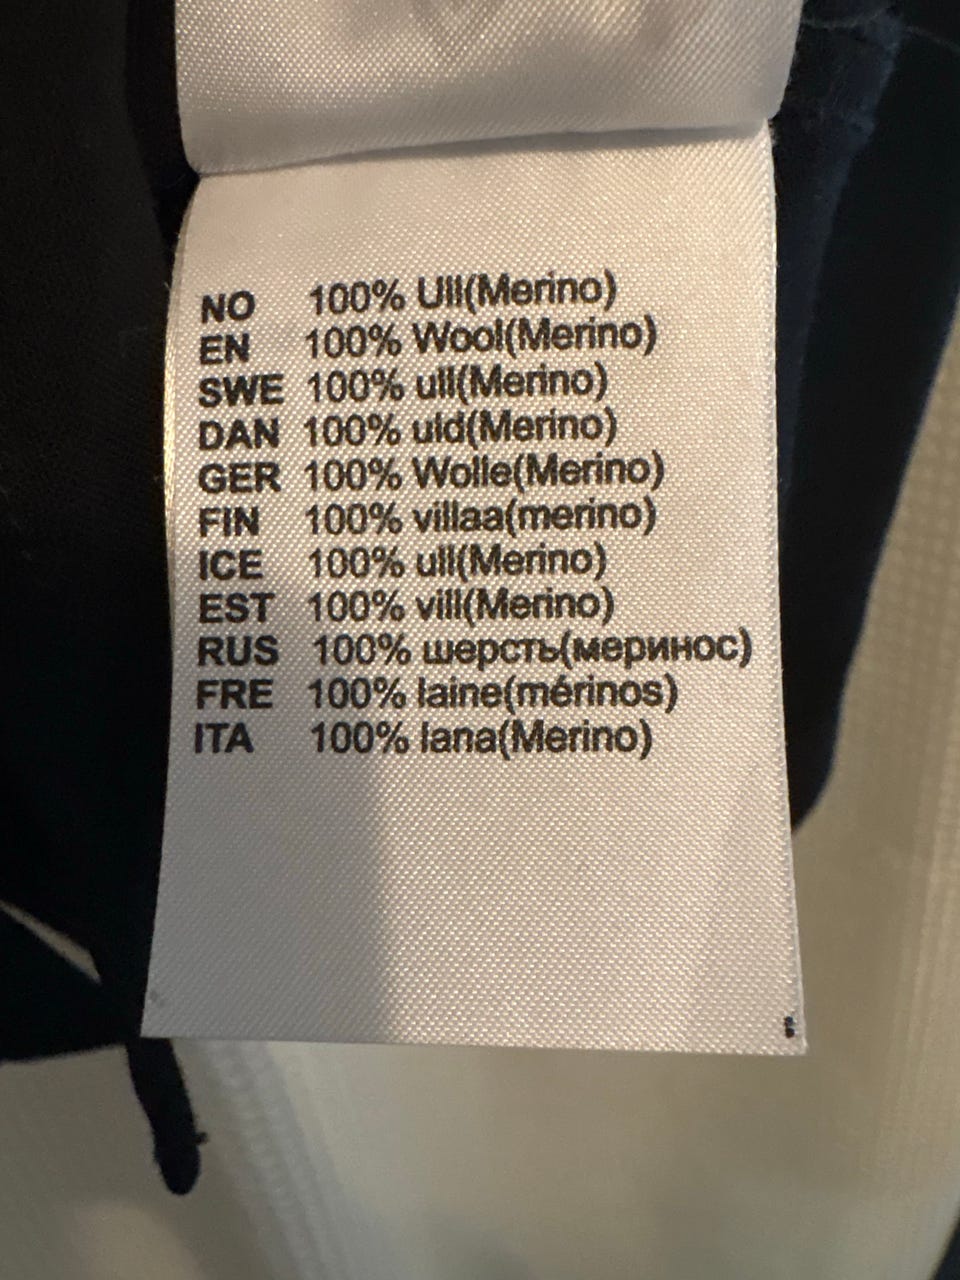 NO 100% Ull(Merino)
EN 100% Wool(Merino)
SWE 100% ull(Merino)
DAN 100% uld(Merino)
GER 100% Wolle(Merino)
FIN 100% villaa(merino)
ICE 100% ull(Merino)
EST 100% vill(Merino)
RUS 100% шерсть(меринос)
FRE 100% laine(mérinos)
ITA 100% lana(Merino)